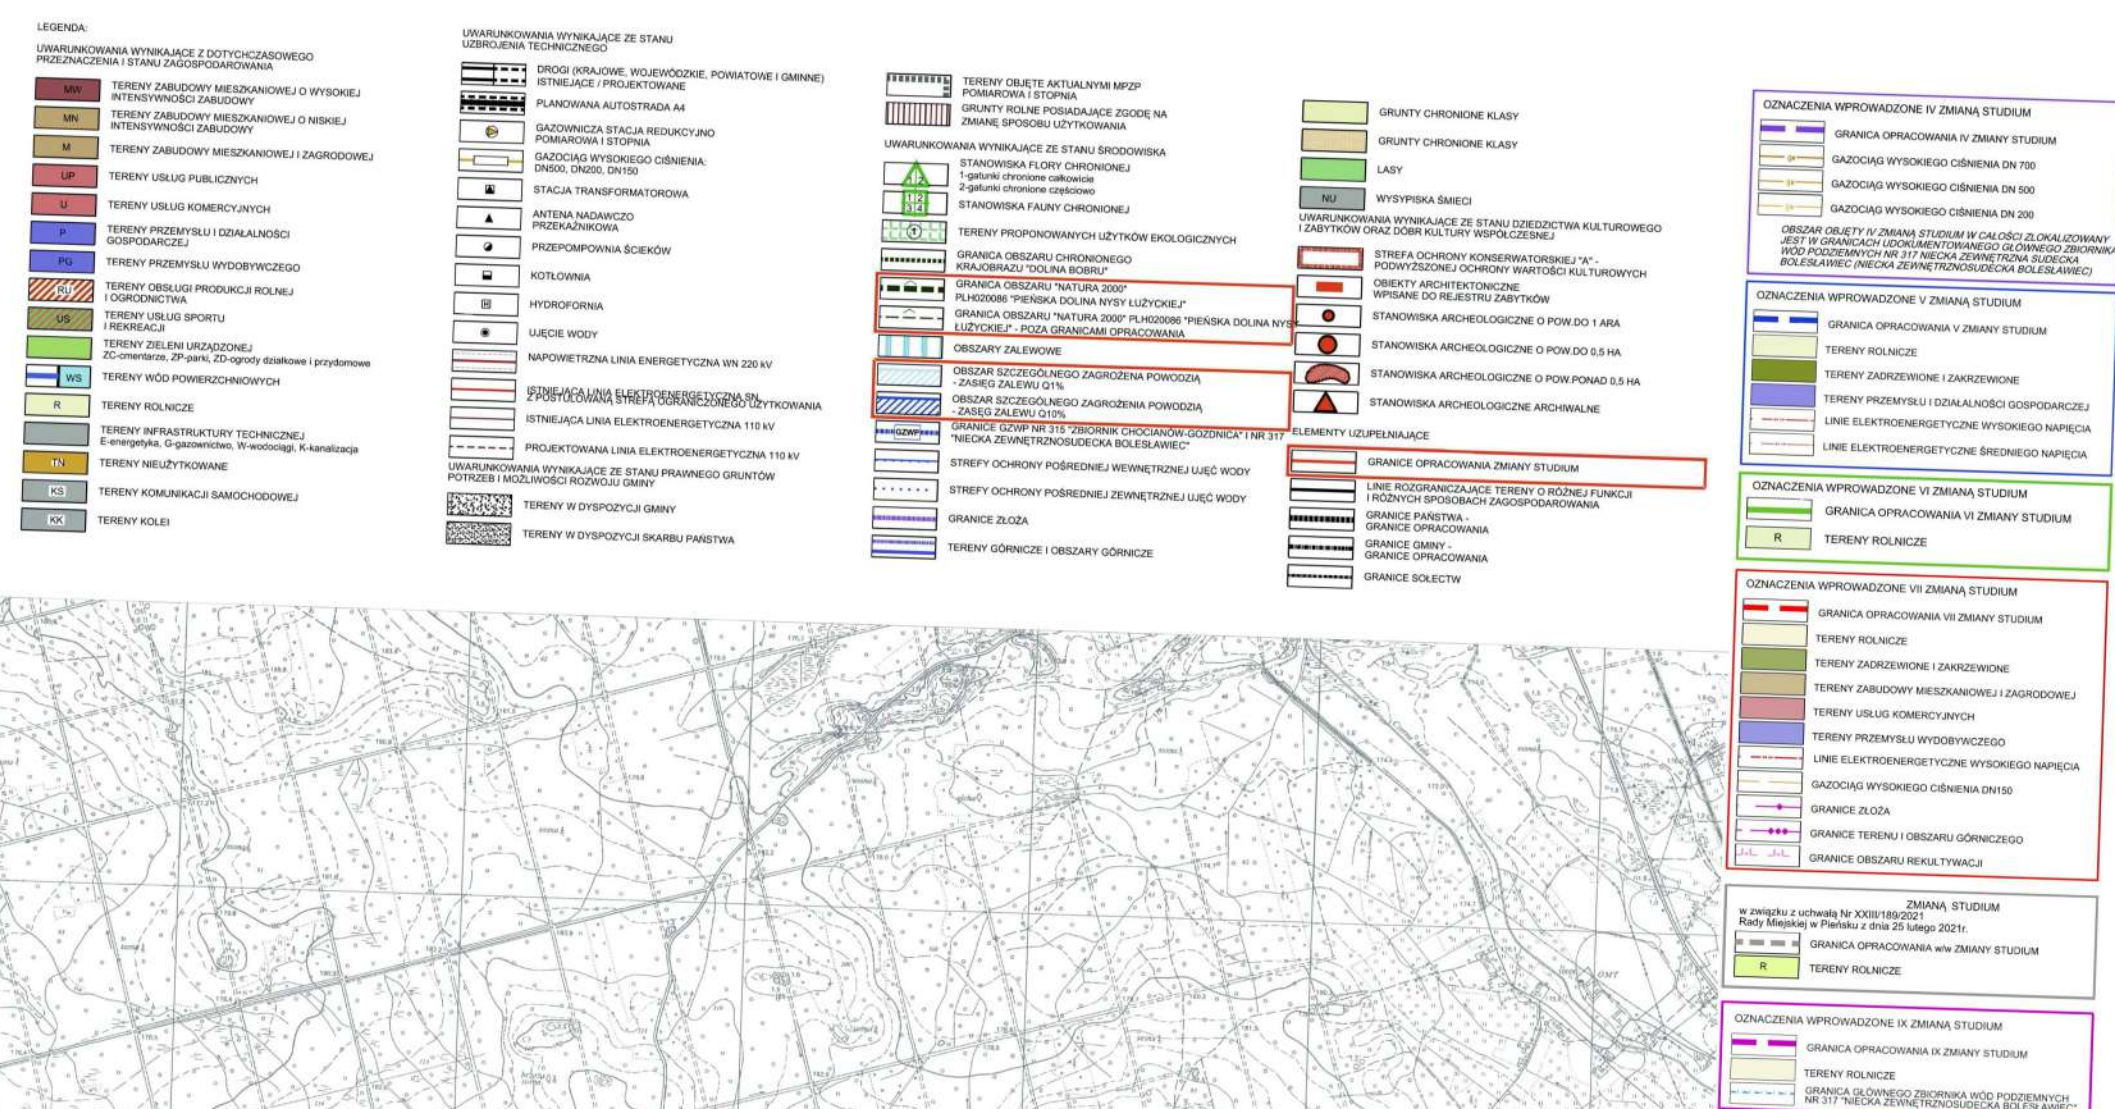 LEGENDA:
UWARUNKOWANIA WYNIKAJĄCE Z DOTYCHCZASOWEGO
PRZEZNACZENIA I STANU ZAGOSPODAROWANIA
MW
TERENY ZABUDOWY MIESZKANIOWEJ O WYSOKIEJ
INTENSYWNOŚCI ZABUDOWY
MN
TERENY ZABUDOWY MIESZKANIOWEJ O NISKIEJ
INTENSYWNOŚCI ZABUDOWY
M
TERENY ZABUDOWY MIESZKANIOWEJ I ZAGRODOWEJ
UP
TERENY USŁUG PUBLICZNYCH
U
TERENY USŁUG KOMERCYJNYCH
P
TERENY PRZEMYSŁU I DZIAŁALNOŚCI
GOSPODARCZEJ
PG
TERENY PRZEMYSŁU WYDOBYWCZEGO
RU
TERENY OBSŁUGI PRODUKCJI ROLNEJ
I OGRODNICTWA
US
TERENY USŁUG SPORTU
I REKREACJI
TERENY ZIELENI URZĄDZONEJ
ZC-cmentarze, ZP-parki, ZD-ogrody działkowe i przydomowe
WS
TERENY WÓD POWIERZCHNIOWYCH
R
TERENY ROLNICZE
TERENY INFRASTRUKTURY TECHNICZNEJ
E-energetyka, G-gazownictwo, W-wodociągi, K-kanalizacja
TN
TERENY NIEUŻYTKOWANE
KS
TERENY KOMUNIKACJI SAMOCHODOWEJ
KK
TERENY KOLEI
UWARUNKOWANIA WYNIKAJĄCE ZE STANU
UZBROJENIA TECHNICZNEGO
DROGI (KRAJOWE, WOJEWÓDZKIE, POWIATOWE I GMINNE)
ISTNIEJĄCE / PROJEKTOWANE
PLANOWANA AUTOSTRADA A4
GAZOWNICZA STACJA REDUKCYJNO
POMIAROWA I STOPNIA
GAZOCIĄG WYSOKIEGO CIŚNIENIA:
DN500, DN200, DN150
STACJA TRANSFORMATOROWA
ANTENA NADAWCZO
PRZEKAŹNIKOWA
PRZEPOMPOWNIA ŚCIEKÓW
KOTŁOWNIA
H
HYDROFORNIA
UJĘCIE WODY
NAPOWIETRZNA LINIA ENERGETYCZNA WN 220 kV
ISTNIEJĄCA LINIA ELEKTROENERGETYCZNA SN
Z POSTULOWANĄ STREFĄ OGRANICZONEGO UŻYTKOWANIA
ISTNIEJĄCA LINIA ELEKTROENERGETYCZNA 110 kV
PROJEKTOWANA LINIA ELEKTROENERGETYCZNA 110 kV
UWARUNKOWANIA WYNIKAJĄCE ZE STANU PRAWNEGO GRUNTÓW
POTRZEB I MOŻLIWOŚCI ROZWOJU GMINY
TERENY W DYSPOZYCJI GMINY
TERENY W DYSPOZYCJI SKARBU PAŃSTWA
TERENY OBJĘTE AKTUALNYMI MPZP
POMIAROWA I STOPNIA
GRUNTY ROLNE POSIADAJĄCE ZGODĘ NA
ZMIANĘ SPOSOBU UŻYTKOWANIA
UWARUNKOWANIA WYNIKAJĄCE ZE STANU ŚRODOWISKA
1 2
STANOWISKA FLORY CHRONIONEJ
1-gatunki chronione całkowicie
2-gatunki chronione częściowo
1 2
3 4
STANOWISKA FAUNY CHRONIONEJ
1
TERENY PROPONOWANYCH UŻYTKÓW EKOLOGICZNYCH
GRANICA OBSZARU CHRONIONEGO
KRAJOBRAZU "DOLINA BOBRU"
GRANICA OBSZARU "NATURA 2000"
PLH020086 "PIEŃSKA DOLINA NYSY ŁUŻYCKIEJ"
GRANICA OBSZARU "NATURA 2000" PLH020086 "PIEŃSKA DOLINA NYSY
ŁUŻYCKIEJ" - POZA GRANICAMI OPRACOWANIA
OBSZARY ZALEWOWE
OBSZAR SZCZEGÓLNEGO ZAGROŻENA POWODZIĄ
- ZASIĘG ZALEWU Q1%
OBSZAR SZCZEGÓLNEGO ZAGROŻENIA POWODZIĄ
- ZASĘG ZALEWU Q10%
GZWP
GRANICE GZWP NR 315 "ZBIORNIK CHOCIANÓW-GOZDNICA" I NR 317
"NIECKA ZEWNĘTRZNOSUDECKA BOLESŁAWIEC"
STREFY OCHRONY POŚREDNIEJ WEWNĘTRZNEJ UJĘĆ WODY
STREFY OCHRONY POŚREDNIEJ ZEWNĘTRZNEJ UJĘĆ WODY
GRANICE ZŁOŻA
TERENY GÓRNICZE I OBSZARY GÓRNICZE
GRUNTY CHRONIONE KLASY
GRUNTY CHRONIONE KLASY
LASY
NU
WYSYPISKA ŚMIECI
UWARUNKOWANIA WYNIKAJĄCE ZE STANU DZIEDZICTWA KULTUROWEGO
I ZABYTKÓW ORAZ DÓBR KULTURY WSPÓŁCZESNEJ
STREFA OCHRONY KONSERWATORSKIEJ "A" -
PODWYŻSZONEJ OCHRONY WARTOŚCI KULTUROWYCH
OBIEKTY ARCHITEKTONICZNE
WPISANE DO REJESTRU ZABYTKÓW
STANOWISKA ARCHEOLOGICZNE O POW.DO 1 ARA
STANOWISKA ARCHEOLOGICZNE O POW.DO 0,5 HA
STANOWISKA ARCHEOLOGICZNE O POW.PONAD 0,5 HA
STANOWISKA ARCHEOLOGICZNE ARCHIWALNE
ELEMENTY UZUPEŁNIAJĄCE
GRANICE OPRACOWANIA ZMIANY STUDIUM
LINIE ROZGRANICZAJĄCE TERENY O RÓŻNEJ FUNKCJI
I RÓŻNYCH SPOSOBACH ZAGOSPODAROWANIA
GRANICE PAŃSTWA -
GRANICE OPRACOWANIA
GRANICE GMINY -
GRANICE OPRACOWANIA
GRANICE SOŁECTW
OZNACZENIA WPROWADZONE IV ZMIANĄ STUDIUM
GRANICA OPRACOWANIA IV ZMIANY STUDIUM
GAZOCIĄG WYSOKIEGO CIŚNIENIA DN 700
GAZOCIĄG WYSOKIEGO CIŚNIENIA DN 500
GAZOCIĄG WYSOKIEGO CIŚNIENIA DN 200
OBSZAR OBJĘTY IV ZMIANĄ STUDIUM W CAŁOŚCI ZLOKALIZOWANY
JEST W GRANICACH UDOKUMENTOWANEGO GŁÓWNEGO ZBIORNIKA
WÓD PODZIEMNYCH NR 317 NIECKA ZEWNĘTRZNA SUDECKA
BOLESŁAWIEC (NIECKA ZEWNĘTRZNOSUDECKA BOLESŁAWIEC)
OZNACZENIA WPROWADZONE V ZMIANĄ STUDIUM
GRANICA OPRACOWANIA V ZMIANY STUDIUM
TERENY ROLNICZE
TERENY ZADRZEWIONE I ZAKRZEWIONE
TERENY PRZEMYSŁU I DZIAŁALNOŚCI GOSPODARCZEJ
LINIE ELEKTROENERGETYCZNE WYSOKIEGO NAPIĘCIA
LINIE ELEKTROENERGETYCZNE ŚREDNIEGO NAPIĘCIA
OZNACZENIA WPROWADZONE VI ZMIANĄ STUDIUM
GRANICA OPRACOWANIA VI ZMIANY STUDIUM
R
TERENY ROLNICZE
OZNACZENIA WPROWADZONE VII ZMIANĄ STUDIUM
GRANICA OPRACOWANIA VII ZMIANY STUDIUM
TERENY ROLNICZE
TERENY ZADRZEWIONE I ZAKRZEWIONE
TERENY ZABUDOWY MIESZKANIOWEJ I ZAGRODOWEJ
TERENY USŁUG KOMERCYJNYCH
TERENY PRZEMYSŁU WYDOBYWCZEGO
LINIE ELEKTROENERGETYCZNE WYSOKIEGO NAPIĘCIA
GAZOCIĄG WYSOKIEGO CIŚNIENIA DN150
GRANICE ZŁOŻA
GRANICE TERENU I OBSZARU GÓRNICZEGO
GRANICE OBSZARU REKULTYWACJI
ZMIANĄ STUDIUM
w związku z uchwałą Nr XXIII/189/2021
Rady Miejskiej w Pieńsku z dnia 25 lutego 2021r.
GRANICA OPRACOWANIA w/w ZMIANY STUDIUM
R
TERENY ROLNICZE
OZNACZENIA WPROWADZONE IX ZMIANĄ STUDIUM
GRANICA OPRACOWANIA IX ZMIANY STUDIUM
TERENY ROLNICZE
GRANICA GŁÓWNEGO ZBIORNIKA WÓD PODZIEMNYCH
NR 317 "NIECKA ZEWNĘTRZNOSUDECKA BOLESŁAWIEC"